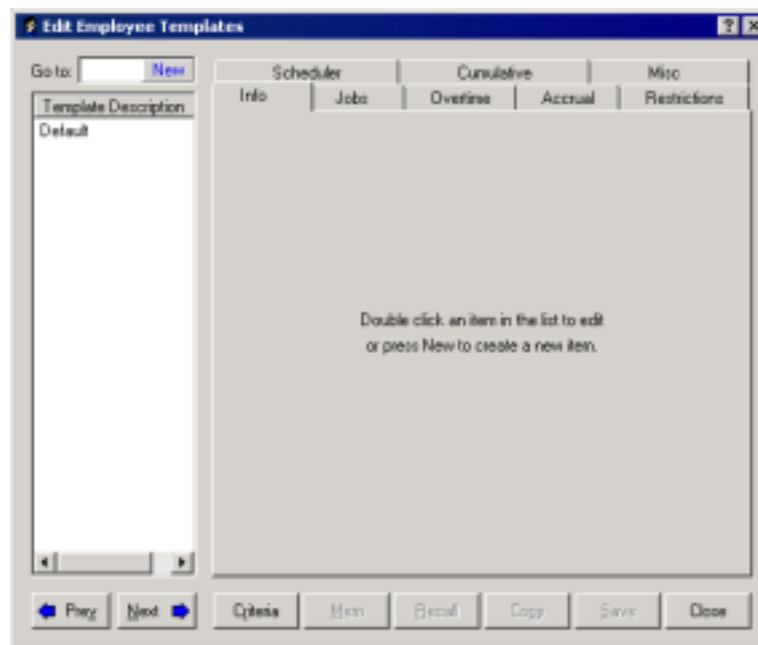 Edit Employee Templates
Go to: New
Scheduler Cumulative Misc
Info Jobs Overtime Accrual Restrictions
Template Description
Default
Double click an item in the list to edit
or press New to create a new item.
Prev Next Criteria Mem Recall Copy Save Close